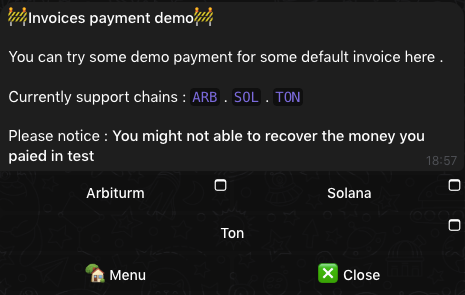 🚧Invoices payment demo🚧
You can try some demo payment for some default invoice here .
Currently support chains : ARB . SOL . TON
Please notice : You might not able to recover the money you
paied in test
18:57
Arbiturm
Solana
Ton
🏡 Menu
❎ Close